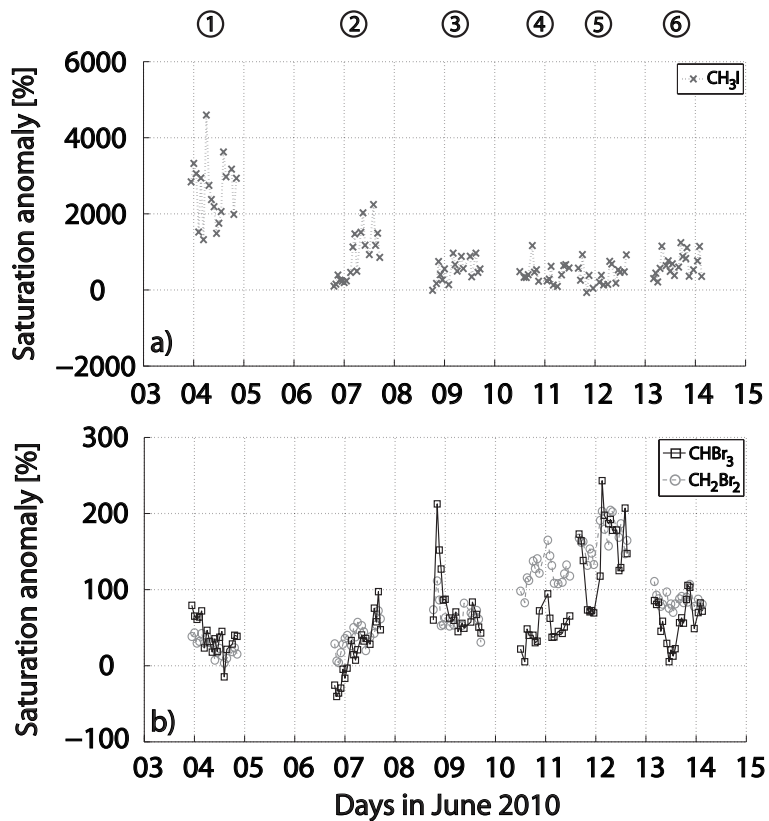 ① ② ③ ④ ⑤ ⑥
Saturation anomaly [%]
6000
4000
2000
0
−2000
CH₃I
a)
03 04 05 06 07 08 09 10 11 12 13 14 15
Saturation anomaly [%]
300
200
100
0
−100
CHBr₃
CH₂Br₂
b)
03 04 05 06 07 08 09 10 11 12 13 14 15
Days in June 2010